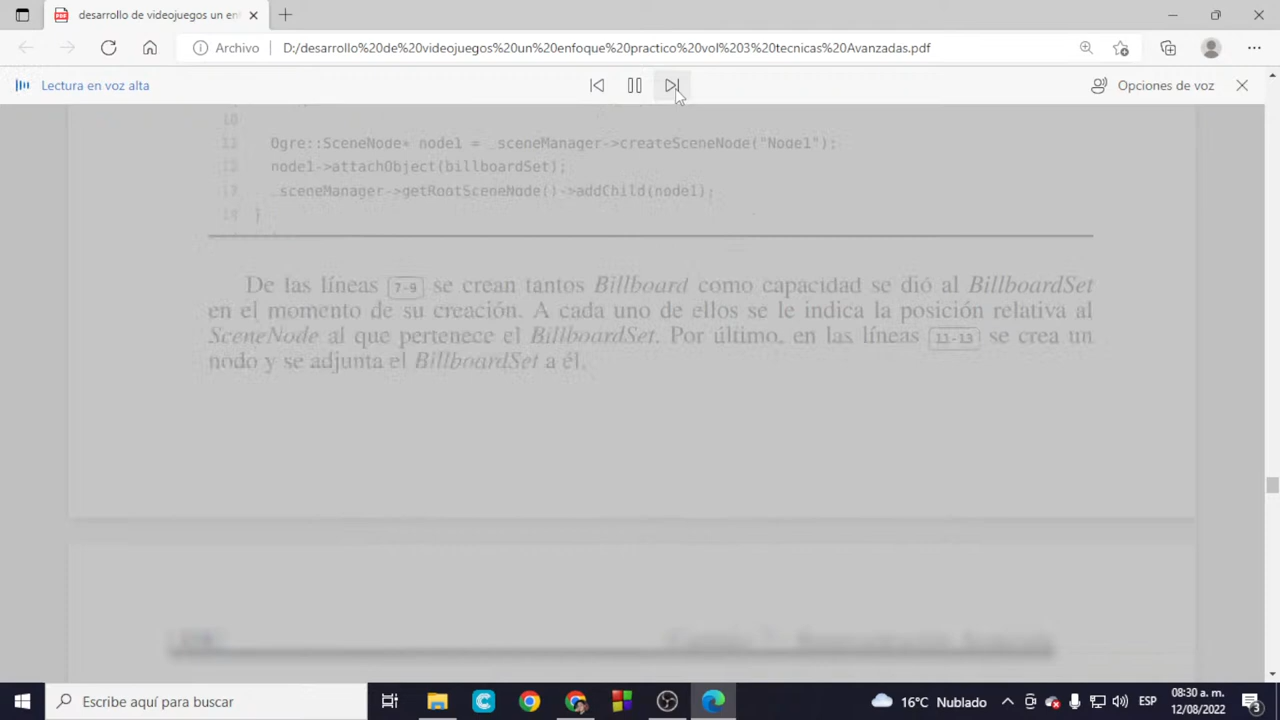 desarrollo de videojuegos un en
Archivo
D:/desarrollo%20de%20videojuegos%20un%20enfoque%20practico%20vol%203%20tecnicas%20Avanzadas.pdf
Lectura en voz alta
Opciones de voz
10
11 Ogre::SceneNode* node1 = _sceneManager->createSceneNode("Node1");
12 node1->attachObject(billboardSet);
13 _sceneManager->getRootSceneNode()->addChild(node1);
14 }
De las líneas 7-9 se crean tantos Billboard como capacidad se dió al BillboardSet
en el momento de su creación. A cada uno de ellos se le indica la posición relativa al
SceneNode al que pertenece el BillboardSet. Por último, en las líneas 11-13 se crea un
nodo y se adjunta el BillboardSet a él.
Escribe aquí para buscar
16°C Nublado
ESP
08:30 a. m.
12/08/2022
3